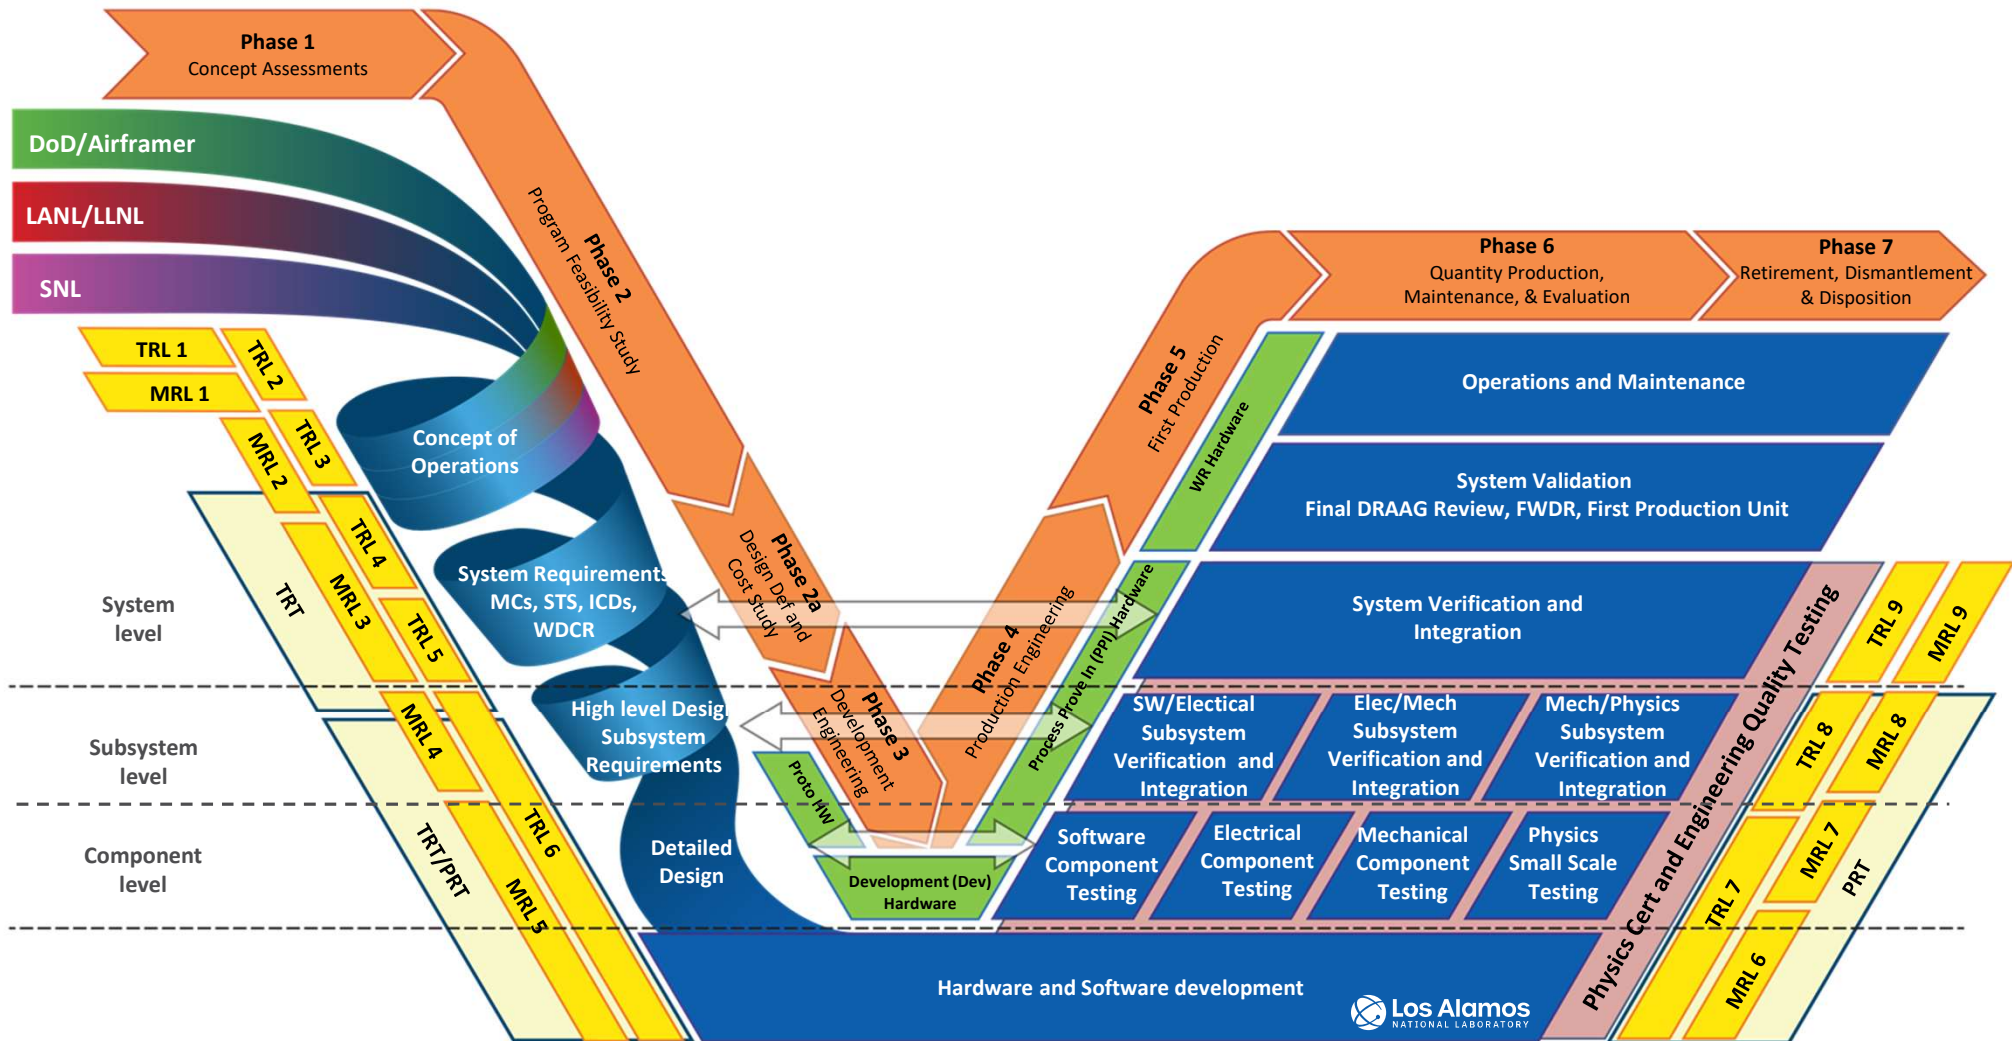 Phase 1
Concept Assessments
DoD/Airframer
LANL/LLNL
SNL
Phase 2
Program Feasibility Study
Phase 2a
Design Def and
Cost Study
Phase 3
Development
Engineering
Phase 4
Production Engineering
Phase 5
First Production
Phase 6
Quantity Production,
Maintenance, & Evaluation
Phase 7
Retirement, Dismantlement
& Disposition
TRL 1
TRL 2
MRL 1
TRL 3
MRL 2
TRL 4
MRL 3
TRL 5
TRT
MRL 4
TRL 6
MRL 5
TRT/PRT
System
level
Subsystem
level
Component
level
Concept of
Operations
System Requirements
MCs, STS, ICDs,
WDCR
High level Design
Subsystem
Requirements
Detailed
Design
Proto HW
Development (Dev)
Hardware
Process Prove In (PPI) Hardware
WR Hardware
Operations and Maintenance
System Validation
Final DRAAG Review, FWDR, First Production Unit
System Verification and
Integration
SW/Electical
Subsystem
Verification and
Integration
Elec/Mech
Subsystem
Verification and
Integration
Mech/Physics
Subsystem
Verification and
Integration
Software
Component
Testing
Electrical
Component
Testing
Mechanical
Component
Testing
Physics
Small Scale
Testing
Hardware and Software development
Los Alamos
NATIONAL LABORATORY
Physics Cert and Engineering Quality Testing
TRL 9
MRL 9
TRL 8
MRL 8
TRL 7
MRL 7
MRL 6
PRT